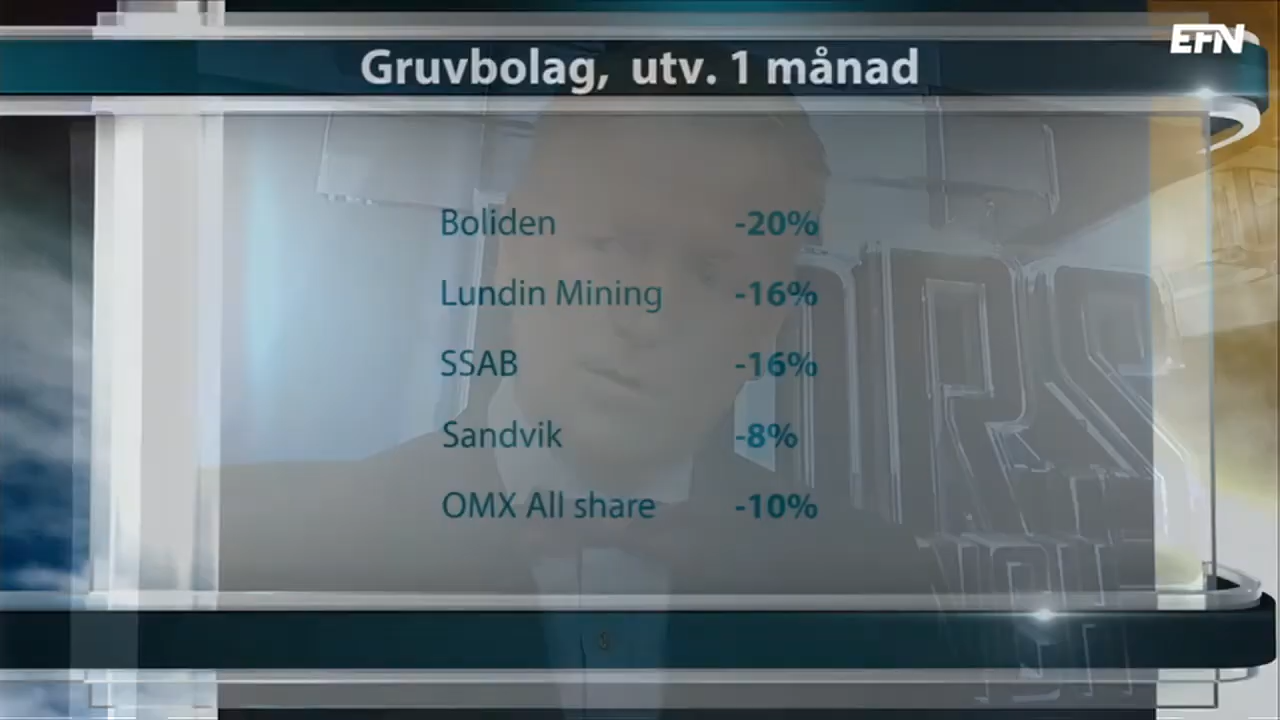 EFN
Gruvbolag, utv. 1 månad
Boliden -20%
Lundin Mining -16%
SSAB -16%
Sandvik -8%
OMX All share -10%